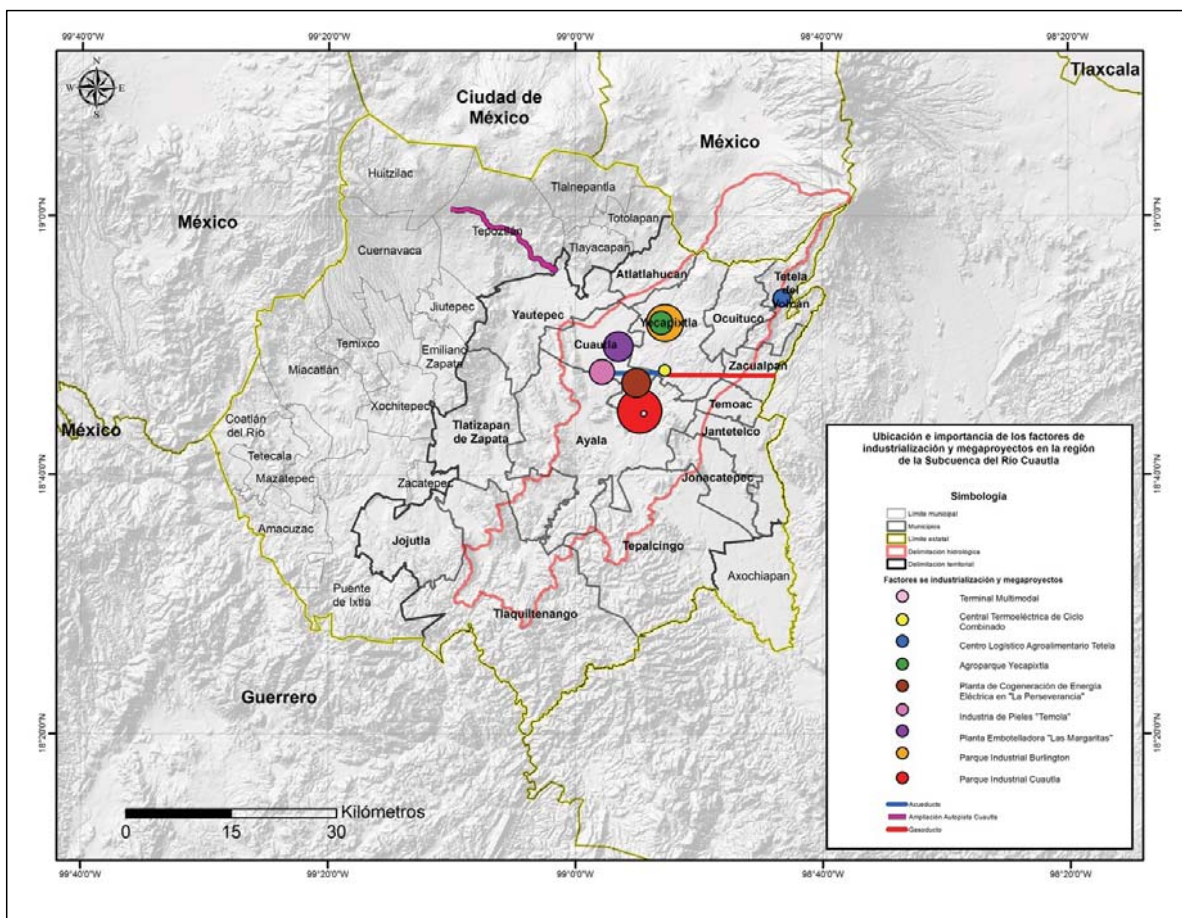 99°40'0"W
99°20'0"W
99°0'0"W
98°40'0"W
98°20'0"W
N
W E
S
Tlaxcala
Ciudad de
México
México
México
Huitzilac
Tlalnepantla
19°0'0"N
19°0'0"N
Totolapan
Tepoztlán
Cuernavaca
Tlayacapan
Atlatlahucan
Tetela
del
Volcán
Jiutepec
Yautepec
Yecapixtla
Ocuituco
Temixco
Emiliano
Zapata
Cuautla
Miacatlán
Zacualpan
Xochitepec
Temoac
Coatlán
del Río
Tlaltizapan
de Zapata
Ayala
Jantetelco
México
Tetecala
Mazatepec
Zacatepec
Jonacatepec
18°40'0"N
18°40'0"N
Amacuzac
Jojutla
Tepalcingo
Axochiapan
Puente
de Ixtla
Tlaquiltenango
Guerrero
18°20'0"N
18°20'0"N
Kilómetros
0 15 30
Ubicación e importancia de los factores de
industrialización y megaproyectos en la región
de la Subcuenca del Río Cuautla
Simbología
Límite municipal
Municipios
Límite estatal
Delimitación hidrológica
Delimitación territorial
Factores se industrialización y megaproyectos
Terminal Multimodal
Central Termoeléctrica de Ciclo
Combinado
Centro Logístico Agroalimentario Tetela
Agroparque Yecapixtla
Planta de Cogeneración de Energía
Eléctrica en "La Perseverancia"
Industria de Pieles "Temola"
Planta Embotelladora "Las Margaritas"
Parque Industrial Burlington
Parque Industrial Cuautla
Acueducto
Ampliación Autopista Cuautla
Gasoducto
99°40'0"W
99°20'0"W
99°0'0"W
98°40'0"W
98°20'0"W